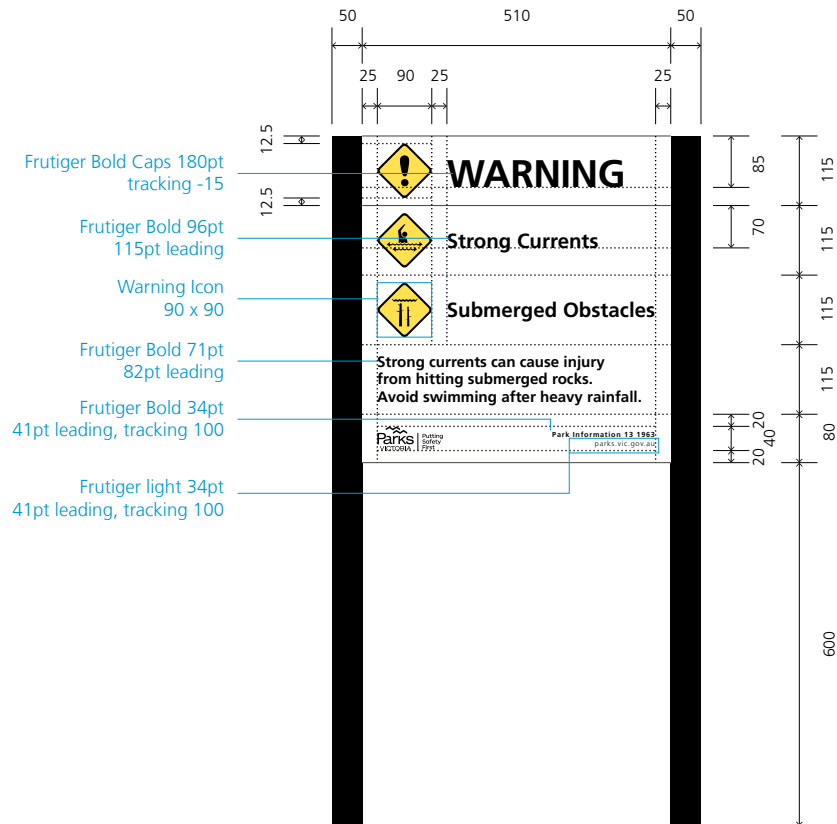 50
510
50
25
90
25
25
12.5
12.5
Frutiger Bold Caps 180pt
tracking -15
Frutiger Bold 96pt
115pt leading
Warning Icon
90 x 90
Frutiger Bold 71pt
82pt leading
Frutiger Bold 34pt
41pt leading, tracking 100
Frutiger light 34pt
41pt leading, tracking 100
WARNING
Strong Currents
Submerged Obstacles
Strong currents can cause injury
from hitting submerged rocks.
Avoid swimming after heavy rainfall.
Parks
VICTORIA
Putting
Safety
First
Park Information 13 1963
parks.vic.gov.au
85
70
20
40
20
115
115
115
115
80
600